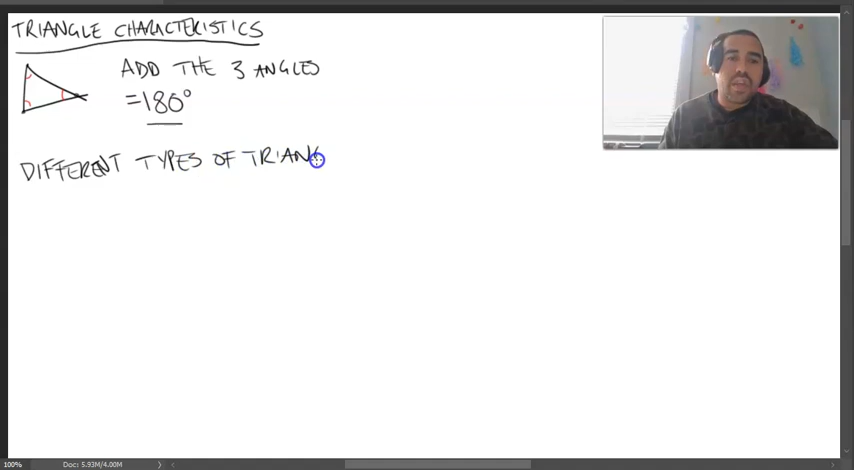 TRIANGLE CHARACTERISTICS
ADD THE 3 ANGLES
=180°
DIFFERENT TYPES OF TRIANG
100%
Doc: 5.93M/4.00M